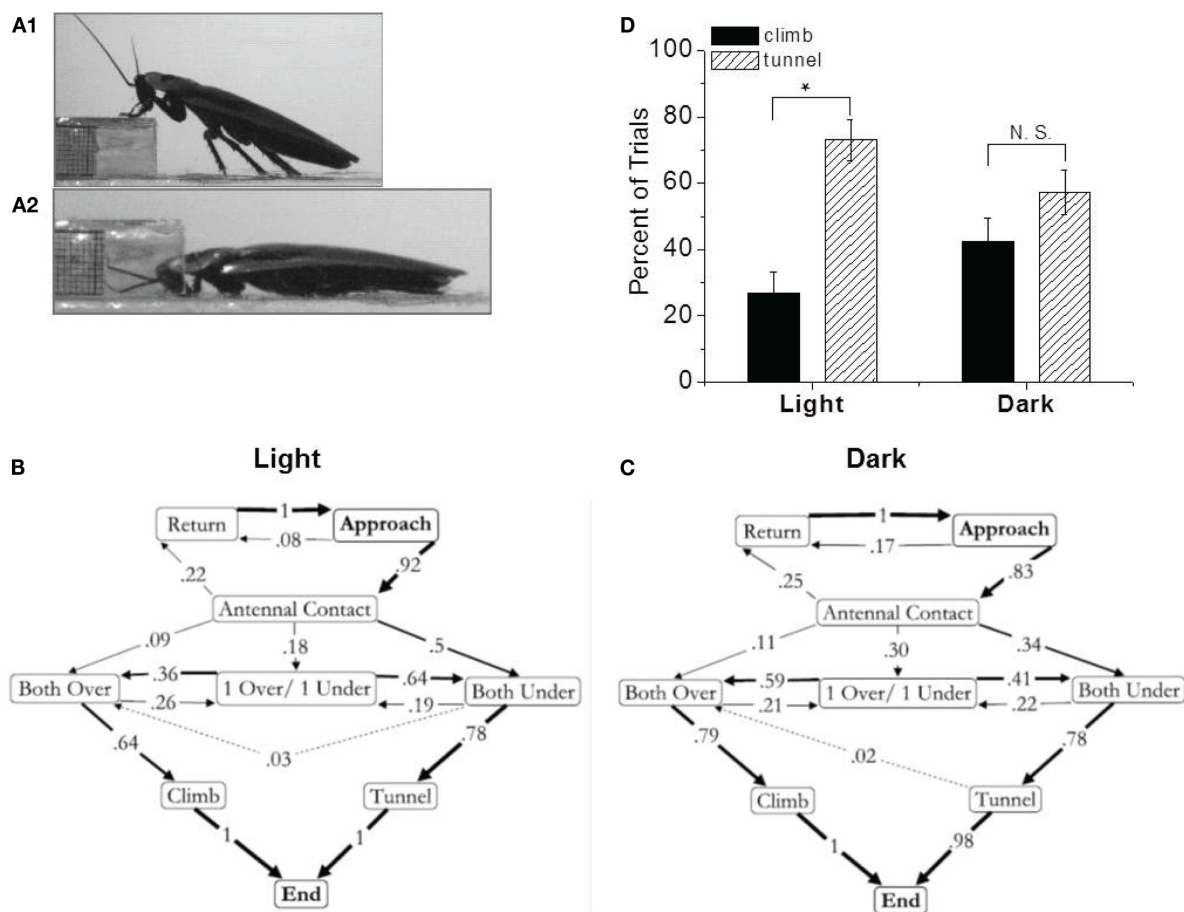 A1
A2
D
climb
tunnel
100
80
60
40
20
0
Percent of Trials
*
N. S.
Light
Dark
B
Light
Return
1
Approach
.08
.92
.22
Antennal Contact
.09
.18
.5
Both Over
.36
1 Over/ 1 Under
.64
Both Under
.26
.19
.64
.03
.78
Climb
Tunnel
1
1
End
C
Dark
Return
1
Approach
.17
.83
.25
Antennal Contact
.11
.30
.34
Both Over
.59
1 Over/ 1 Under
.41
Both Under
.21
.22
.79
.02
.78
Climb
Tunnel
1
.98
End